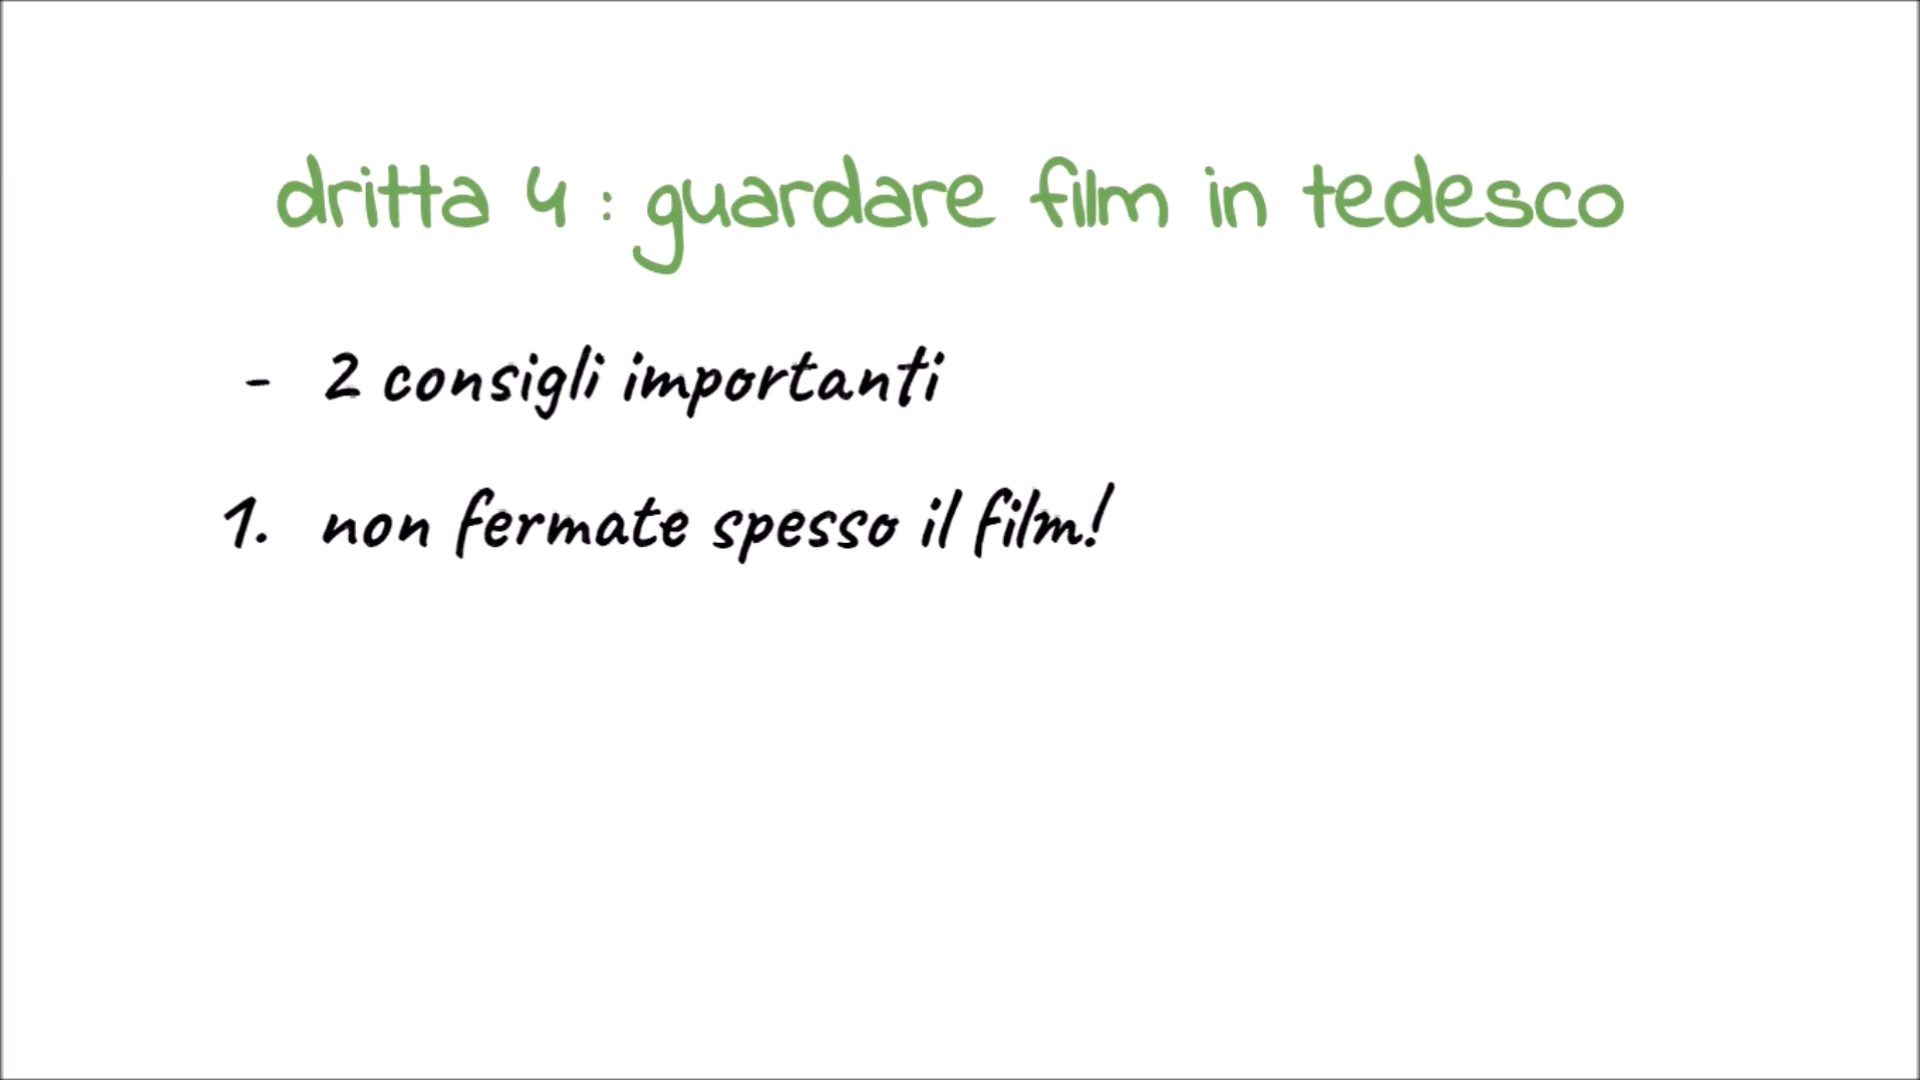 dritta 4 : guardare film in tedesco
- 2 consigli importanti
1. non fermate spesso il film!